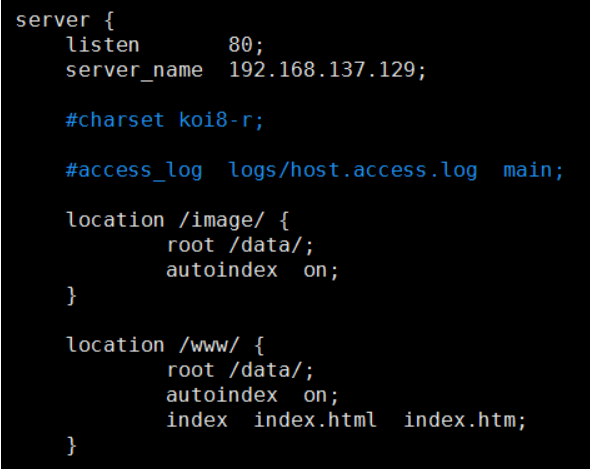 server {
    listen       80;
    server_name  192.168.137.129;

    #charset koi8-r;

    #access_log  logs/host.access.log  main;

    location /image/ {
            root /data/;
            autoindex  on;
    }

    location /www/ {
            root /data/;
            autoindex  on;
            index  index.html  index.htm;
    }